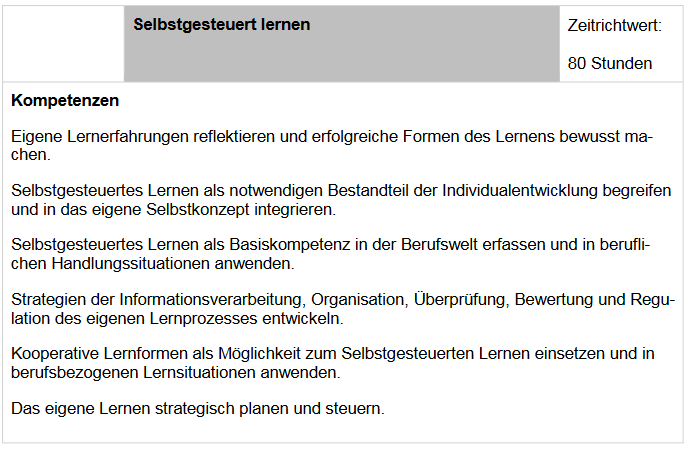 Selbstgesteuert lernen
Zeitrichtwert:
80 Stunden
Kompetenzen
Eigene Lernerfahrungen reflektieren und erfolgreiche Formen des Lernens bewusst ma-
chen.
Selbstgesteuertes Lernen als notwendigen Bestandteil der Individualentwicklung begreifen
und in das eigene Selbstkonzept integrieren.
Selbstgesteuertes Lernen als Basiskompetenz in der Berufswelt erfassen und in berufli-
chen Handlungssituationen anwenden.
Strategien der Informationsverarbeitung, Organisation, Überprüfung, Bewertung und Regu-
lation des eigenen Lernprozesses entwickeln.
Kooperative Lernformen als Möglichkeit zum Selbstgesteuerten Lernen einsetzen und in
berufsbezogenen Lernsituationen anwenden.
Das eigene Lernen strategisch planen und steuern.